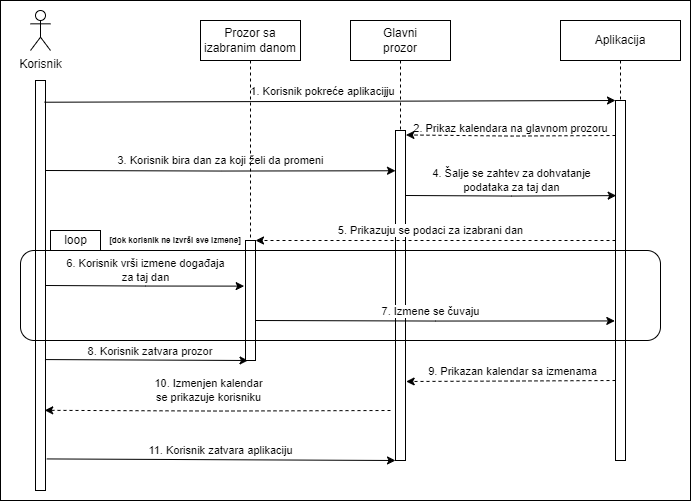 Korisnik
Prozor sa
izabranim danom
Glavni
prozor
Aplikacija
1. Korisnik pokreće aplikacijju
2. Prikaz kalendara na glavnom prozoru
3. Korisnik bira dan za koji želi da promeni
4. Šalje se zahtev za dohvatanje
podataka za taj dan
5. Prikazuju se podaci za izabrani dan
loop
[dok korisnik ne izvrši sve izmene]
6. Korisnik vrši izmene događaja
za taj dan
7. Izmene se čuvaju
8. Korisnik zatvara prozor
9. Prikazan kalendar sa izmenama
10. Izmenjen kalendar
se prikazuje korisniku
11. Korisnik zatvara aplikaciju